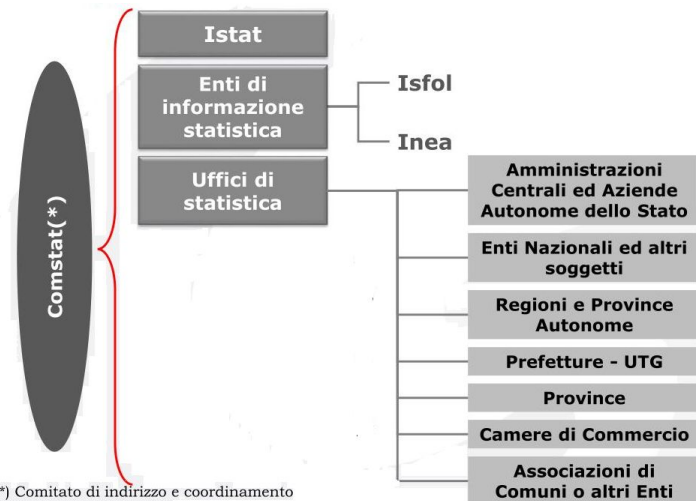 Istat
Enti di
informazione
statistica
Isfol
Inea
Uffici di
statistica
Comstat(*)
Amministrazioni
Centrali ed Aziende
Autonome dello Stato
Enti Nazionali ed altri
soggetti
Regioni e Province
Autonome
Prefetture - UTG
Province
Camere di Commercio
Associazioni di
Comuni o altri Enti
*) Comitato di indirizzo e coordinamento